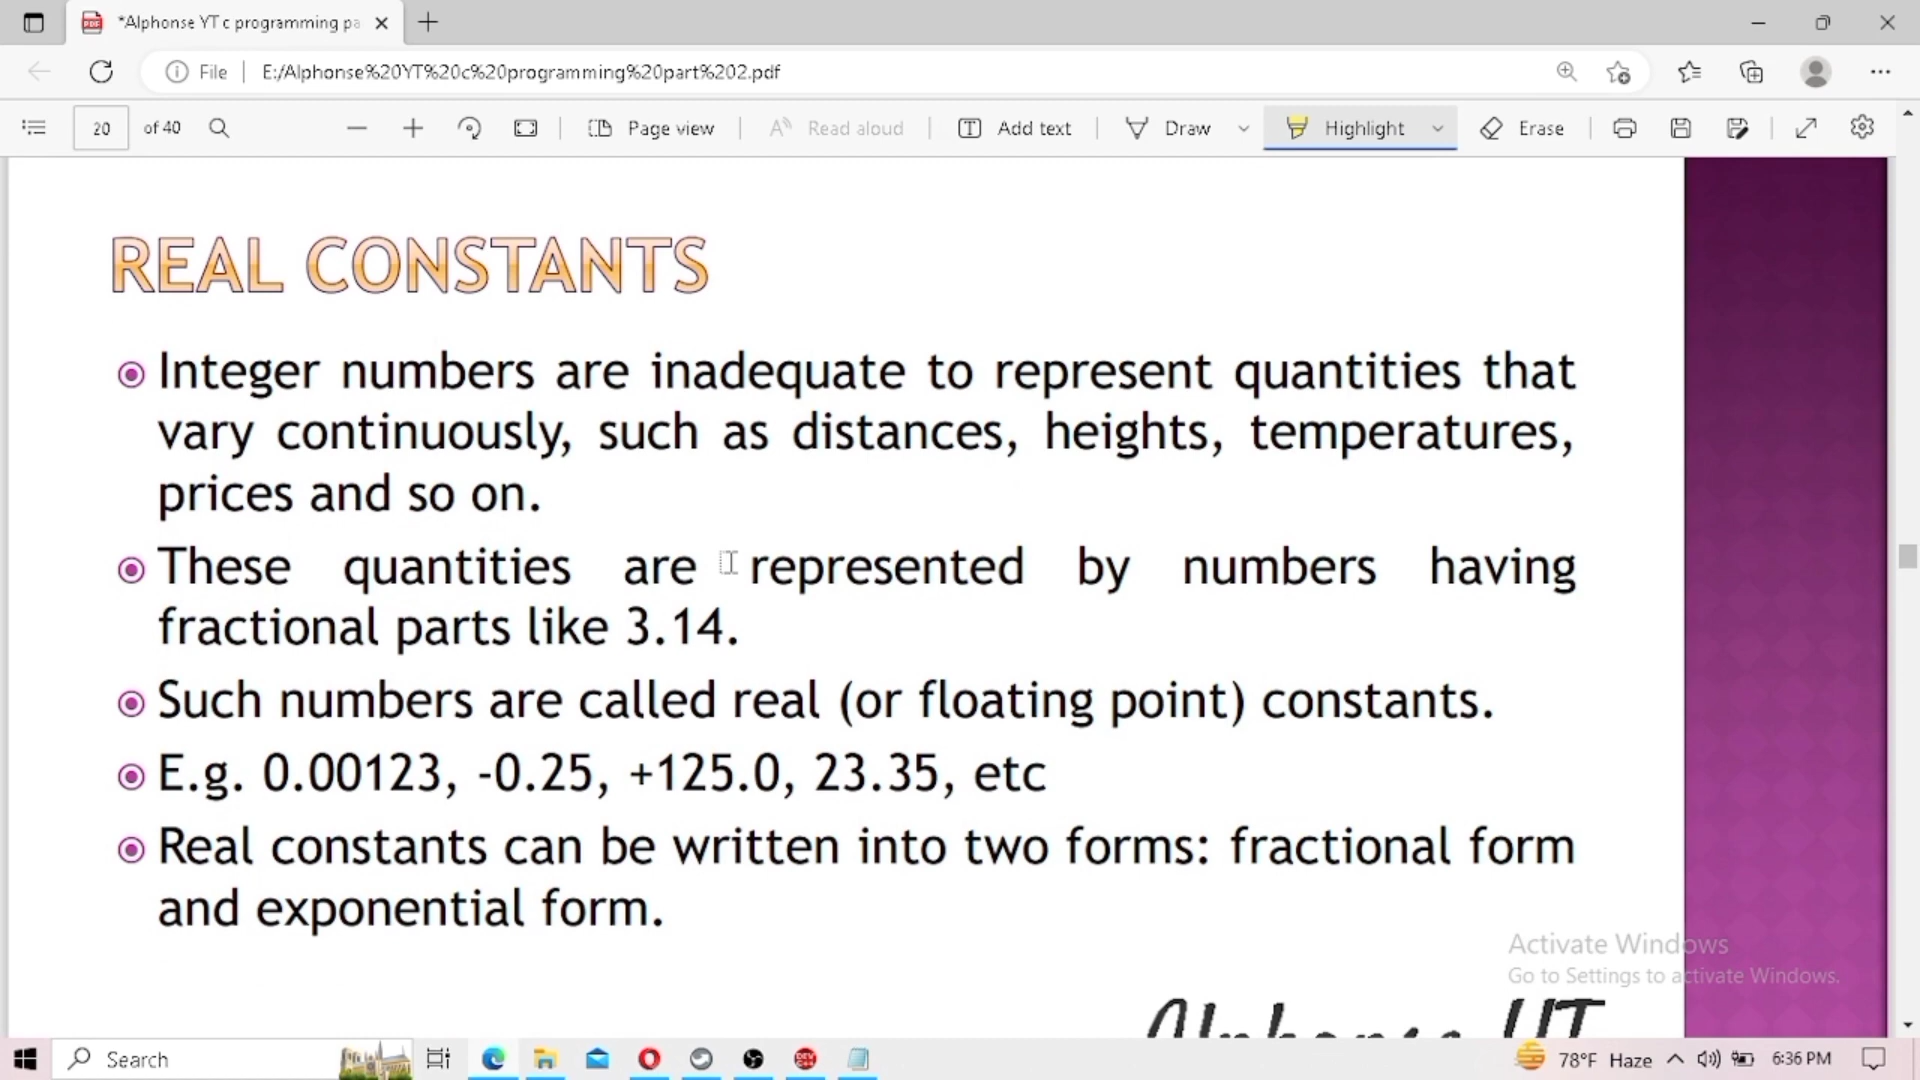 *Alphonse YT c programming pa
File
E:/Alphonse%20YT%20c%20programming%20part%202.pdf
20 of 40
Page view
Read aloud
Add text
Draw
Highlight
Erase
REAL CONSTANTS
Integer numbers are inadequate to represent quantities that
vary continuously, such as distances, heights, temperatures,
prices and so on.
These quantities are represented by numbers having
fractional parts like 3.14.
Such numbers are called real (or floating point) constants.
E.g. 0.00123, -0.25, +125.0, 23.35, etc
Real constants can be written into two forms: fractional form
and exponential form.
Activate Windows
Go to Settings to activate Windows.
Alphonse YT
Search
78°F Haze
6:36 PM